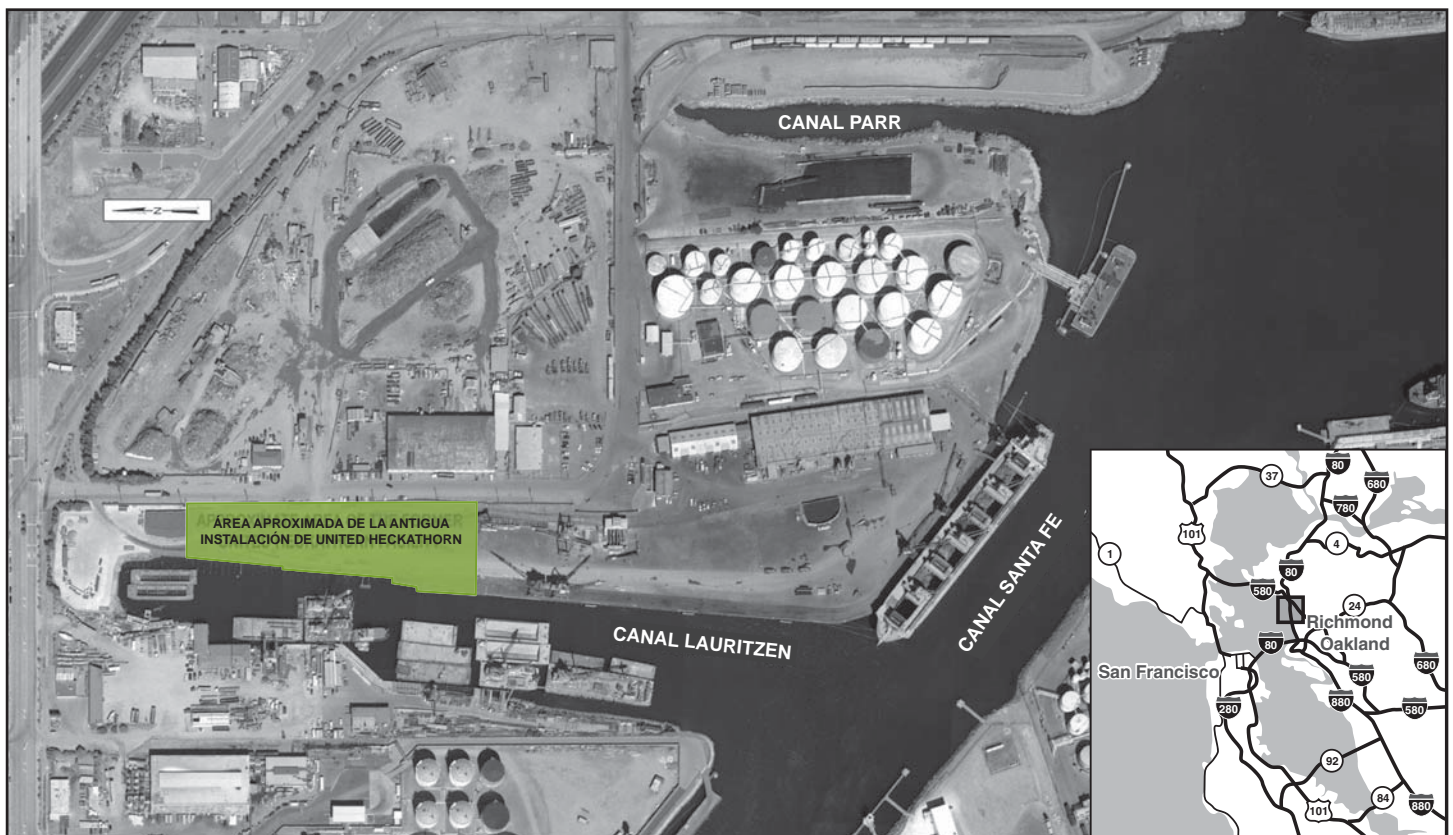 CANAL PARR
N
ÁREA APROXIMADA DE LA ANTIGUA
INSTALACIÓN DE UNITED HECKATHORN
CANAL LAURITZEN
CANAL SANTA FE
80
37
680
780
101
1
4
80
580
24
Richmond
Oakland
80
San Francisco
680
580
280
880
580
92
101
84
880